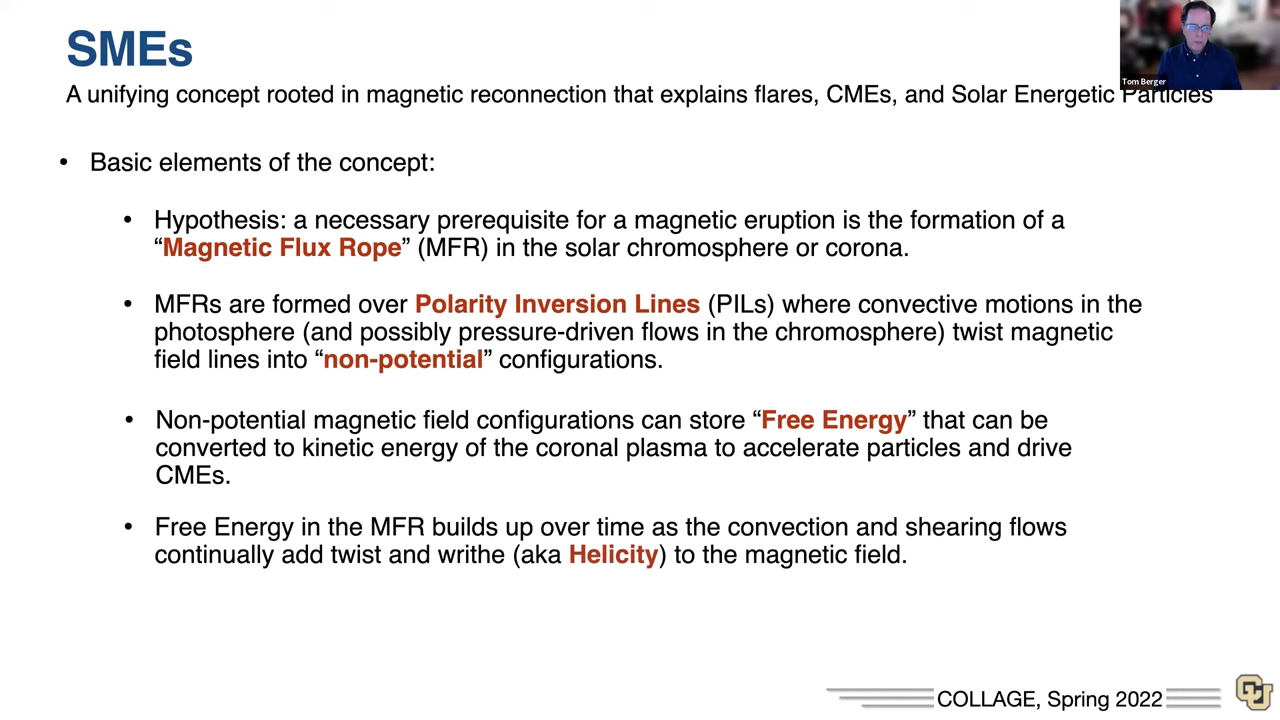 SMEs
A unifying concept rooted in magnetic reconnection that explains flares, CMEs, and Solar Energetic Particles
Tom Berger
• Basic elements of the concept:
• Hypothesis: a necessary prerequisite for a magnetic eruption is the formation of a
“Magnetic Flux Rope” (MFR) in the solar chromosphere or corona.
• MFRs are formed over Polarity Inversion Lines (PILs) where convective motions in the
photosphere (and possibly pressure-driven flows in the chromosphere) twist magnetic
field lines into “non-potential” configurations.
• Non-potential magnetic field configurations can store “Free Energy” that can be
converted to kinetic energy of the coronal plasma to accelerate particles and drive
CMEs.
• Free Energy in the MFR builds up over time as the convection and shearing flows
continually add twist and writhe (aka Helicity) to the magnetic field.
COLLAGE, Spring 2022
CU